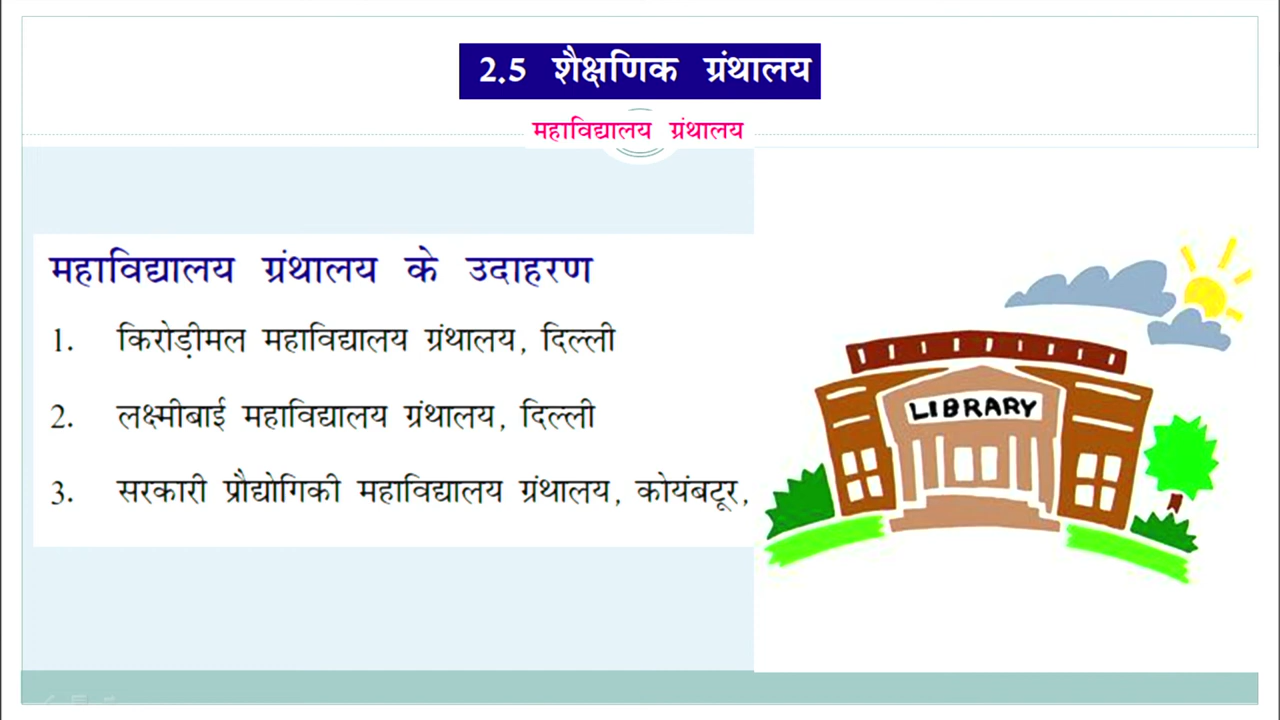 2.5 शैक्षणिक ग्रंथालय
महाविद्यालय ग्रंथालय
महाविद्यालय ग्रंथालय के उदाहरण
1. किरोड़ीमल महाविद्यालय ग्रंथालय, दिल्ली
2. लक्ष्मीबाई महाविद्यालय ग्रंथालय, दिल्ली
3. सरकारी प्रौद्योगिकी महाविद्यालय ग्रंथालय, कोयंबटूर,
LIBRARY